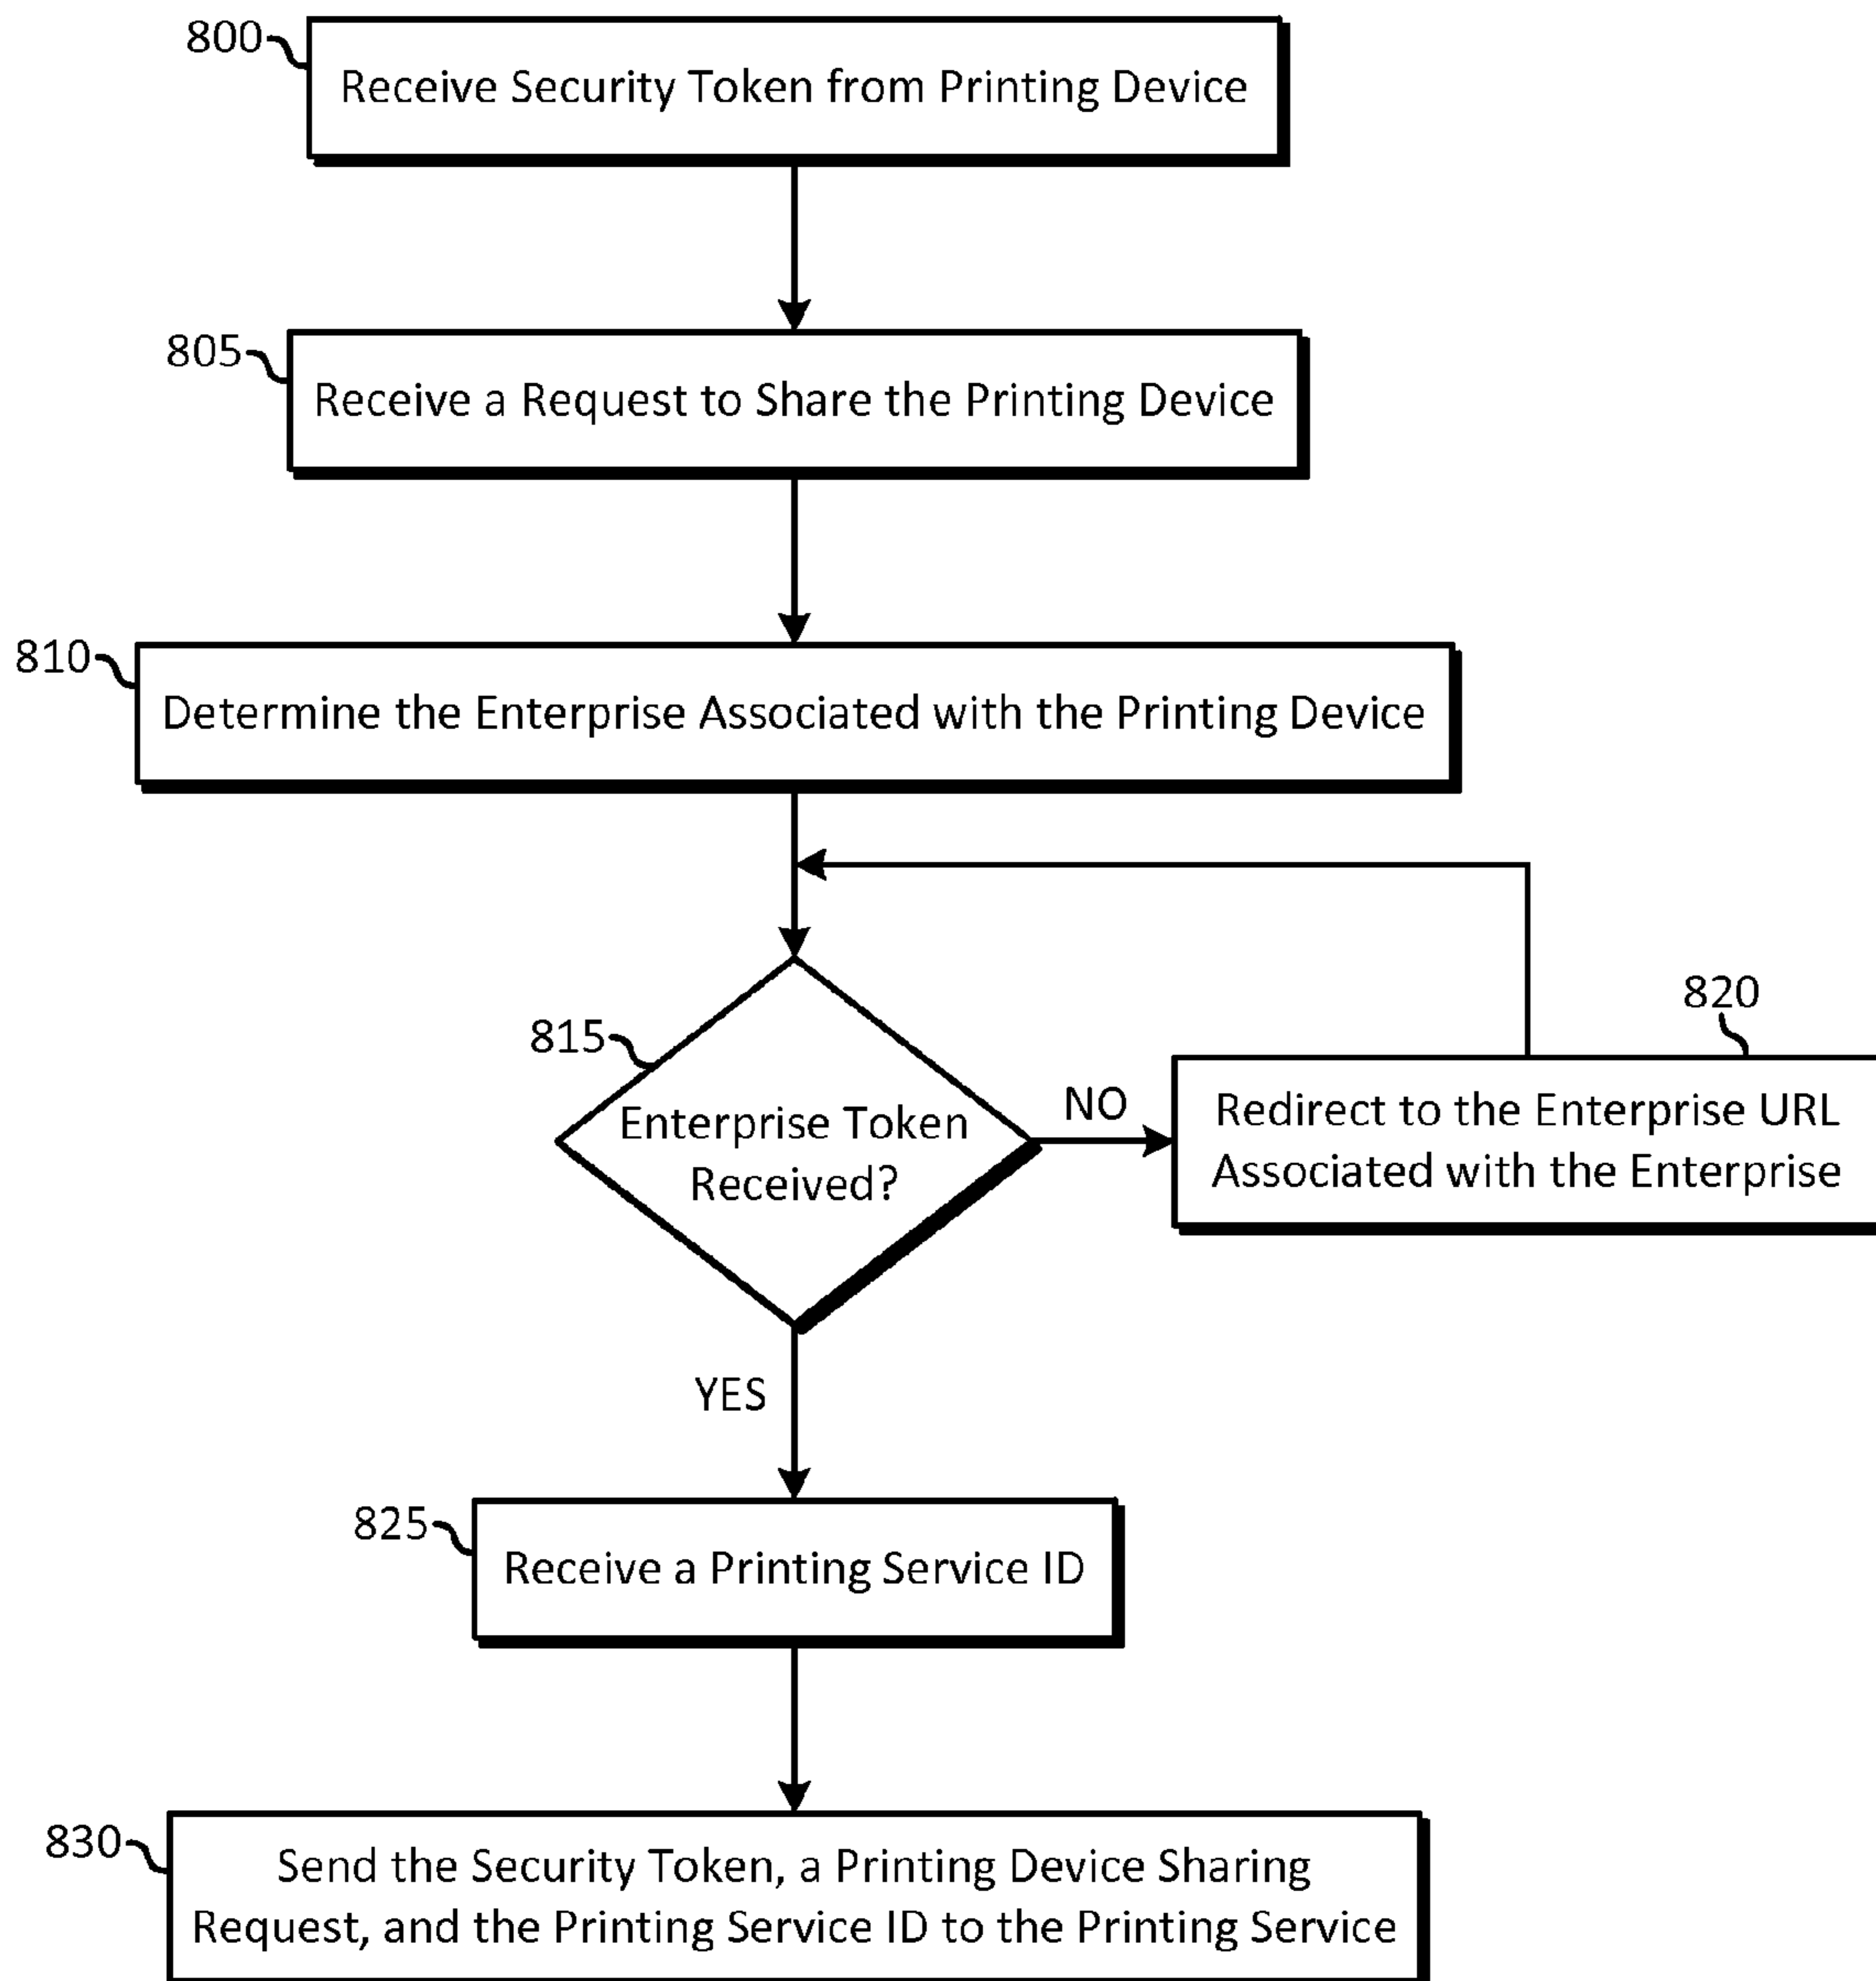 800
Receive Security Token from Printing Device
805
Receive a Request to Share the Printing Device
810
Determine the Enterprise Associated with the Printing Device
815
Enterprise Token
Received?
NO
820
Redirect to the Enterprise URL
Associated with the Enterprise
YES
825
Receive a Printing Service ID
830
Send the Security Token, a Printing Device Sharing
Request, and the Printing Service ID to the Printing Service